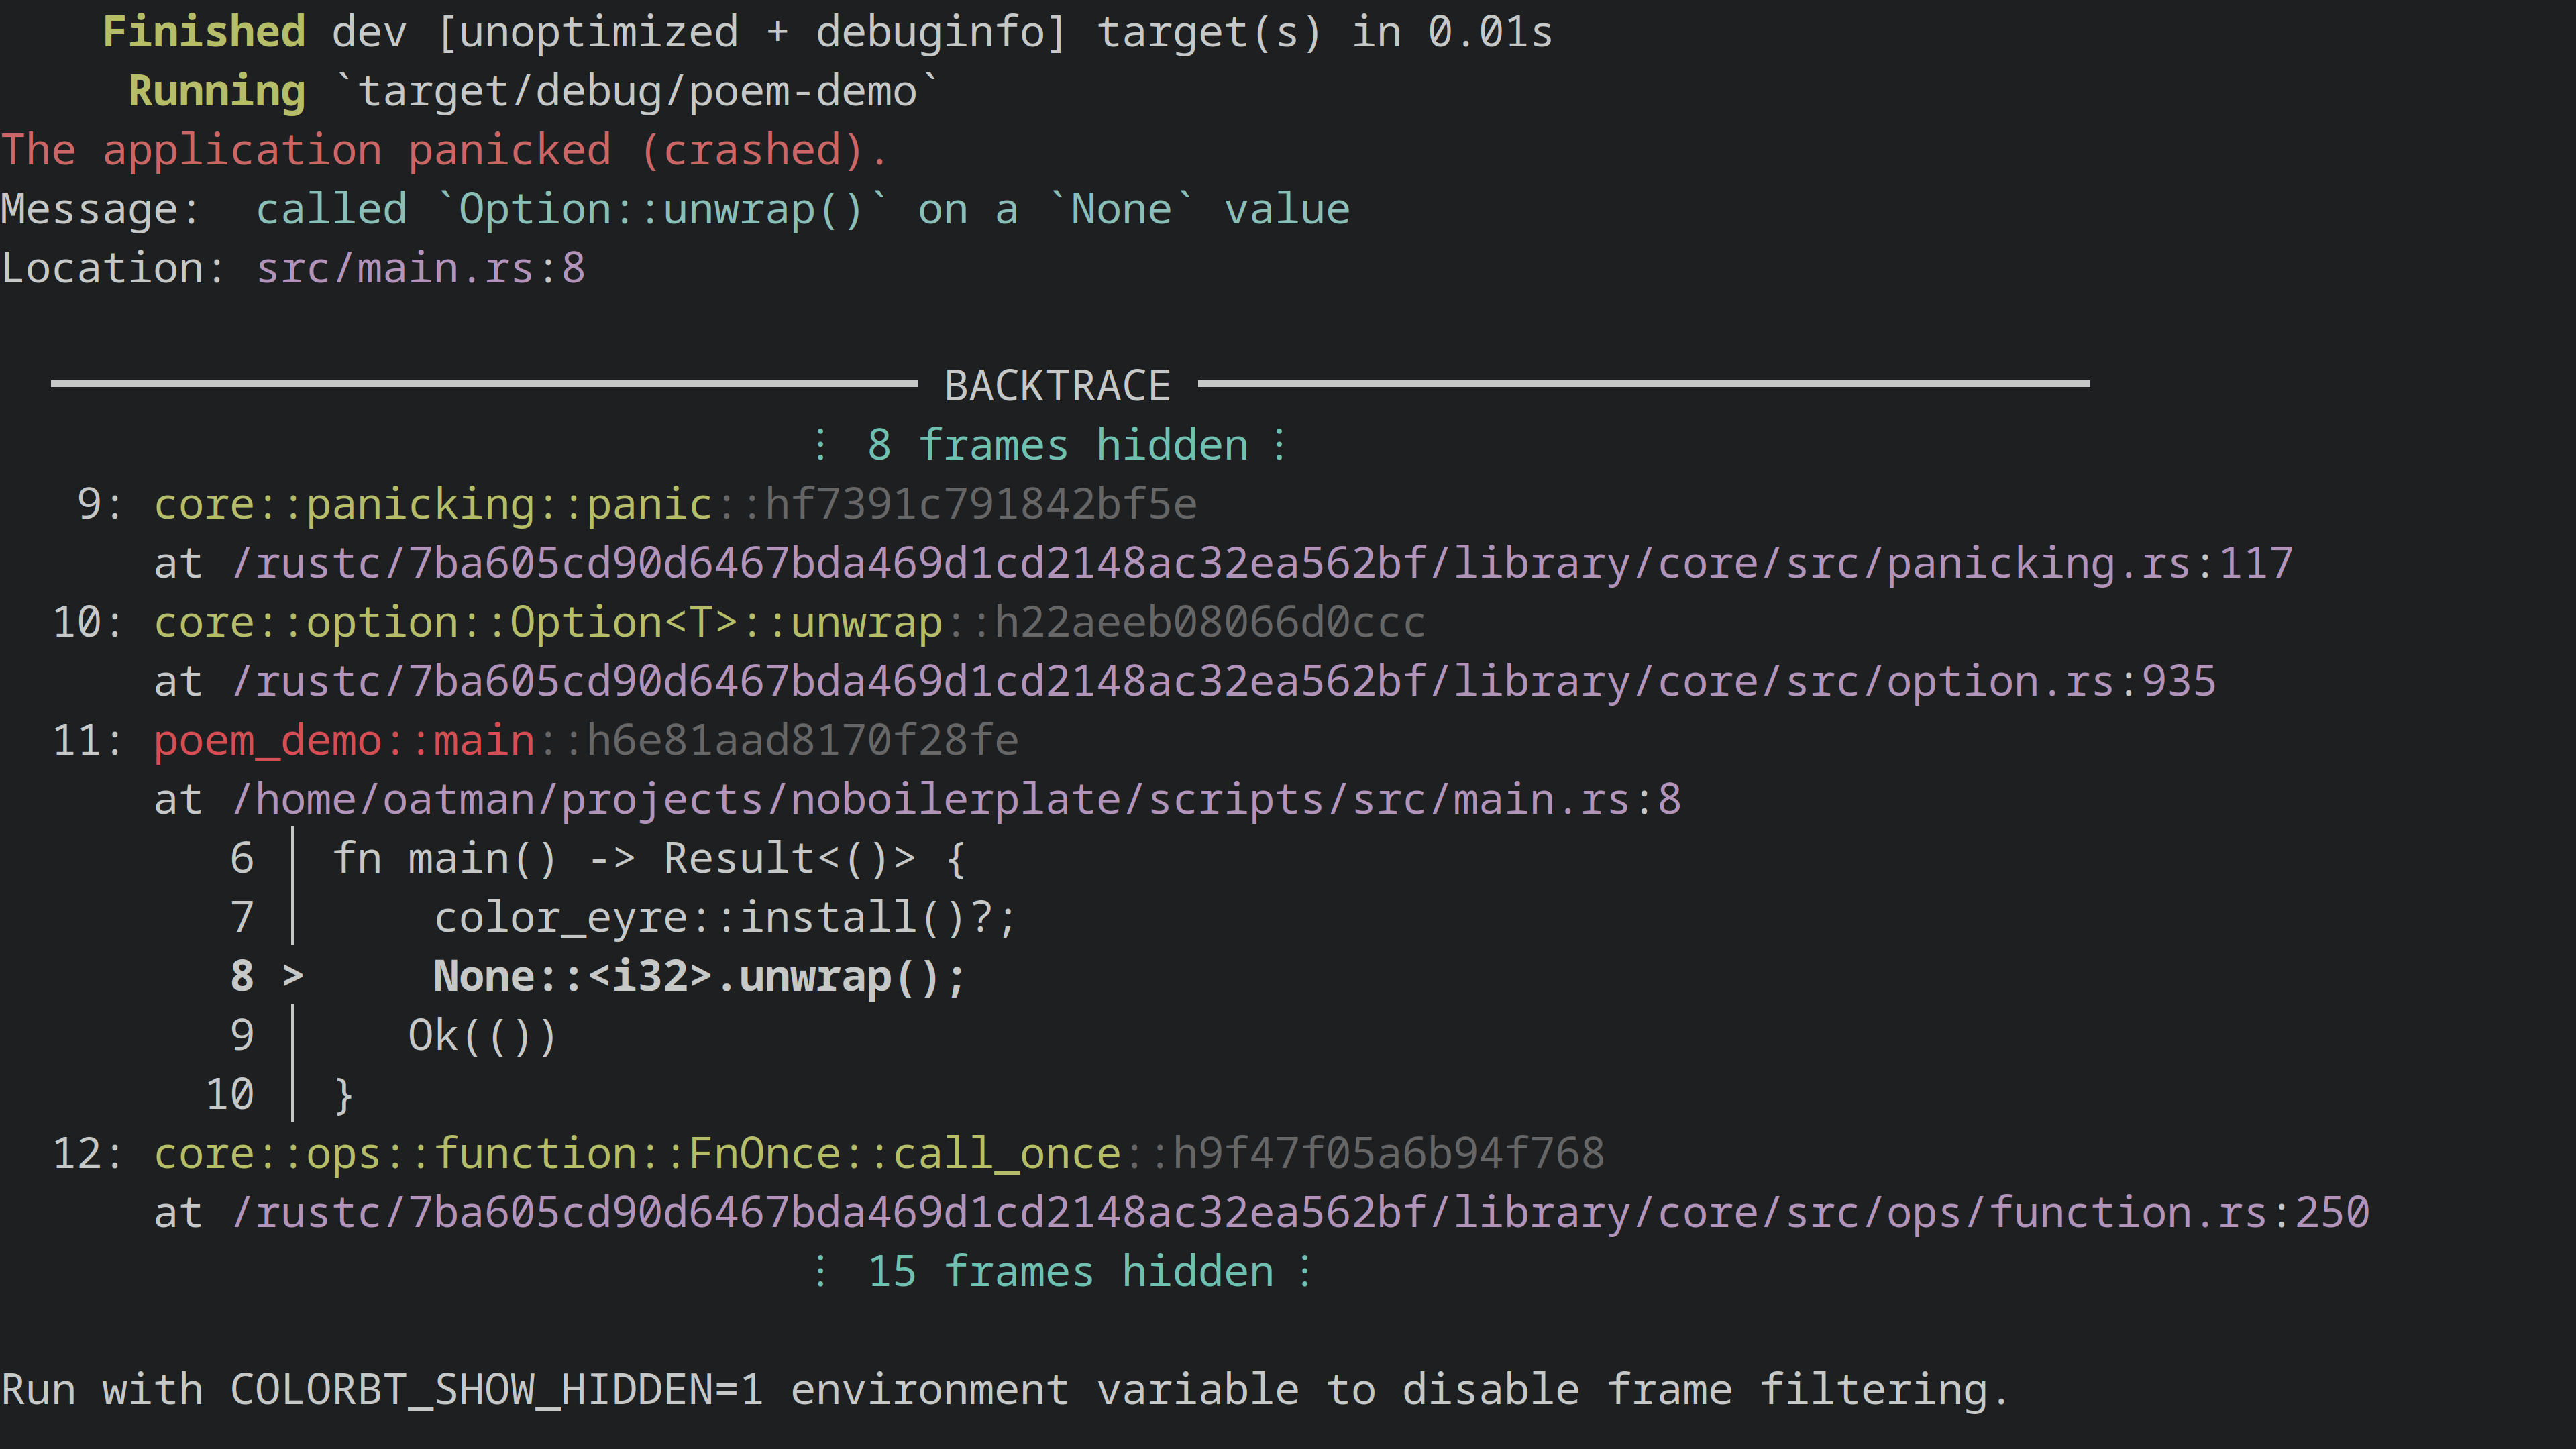 Finished dev [unoptimized + debuginfo] target(s) in 0.01s
Running `target/debug/poem-demo`
The application panicked (crashed).
Message:  called `Option::unwrap()` on a `None` value
Location: src/main.rs:8
BACKTRACE
⋮ 8 frames hidden ⋮
9: core::panicking::panic::hf7391c791842bf5e
at /rustc/7ba605cd90d6467bda469d1cd2148ac32ea562bf/library/core/src/panicking.rs:117
10: core::option::Option<T>::unwrap::h22aeeb08066d0ccc
at /rustc/7ba605cd90d6467bda469d1cd2148ac32ea562bf/library/core/src/option.rs:935
11: poem_demo::main::h6e81aad8170f28fe
at /home/oatman/projects/noboilerplate/scripts/src/main.rs:8
6 │ fn main() -> Result<()> {
7 │     color_eyre::install()?;
8 >     None::<i32>.unwrap();
9 │    Ok(())
10 │ }
12: core::ops::function::FnOnce::call_once::h9f47f05a6b94f768
at /rustc/7ba605cd90d6467bda469d1cd2148ac32ea562bf/library/core/src/ops/function.rs:250
⋮ 15 frames hidden ⋮
Run with COLORBT_SHOW_HIDDEN=1 environment variable to disable frame filtering.